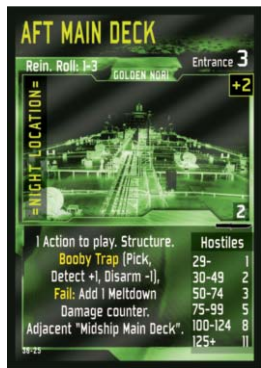 AFT MAIN DECK
Rein. Roll: 1-3
Entrance 3
GOLDEN NORI
+2
=NIGHT LOCATION=
2
1 Action to play. Structure.
Booby Trap (Pick,
Detect +1, Disarm -1),
Fail: Add 1 Meltdown
Damage counter.
Adjacent "Midship Main Deck".
Hostiles
29- 1
30-49 2
50-74 3
75-99 5
100-124 8
125+ 11
38-25